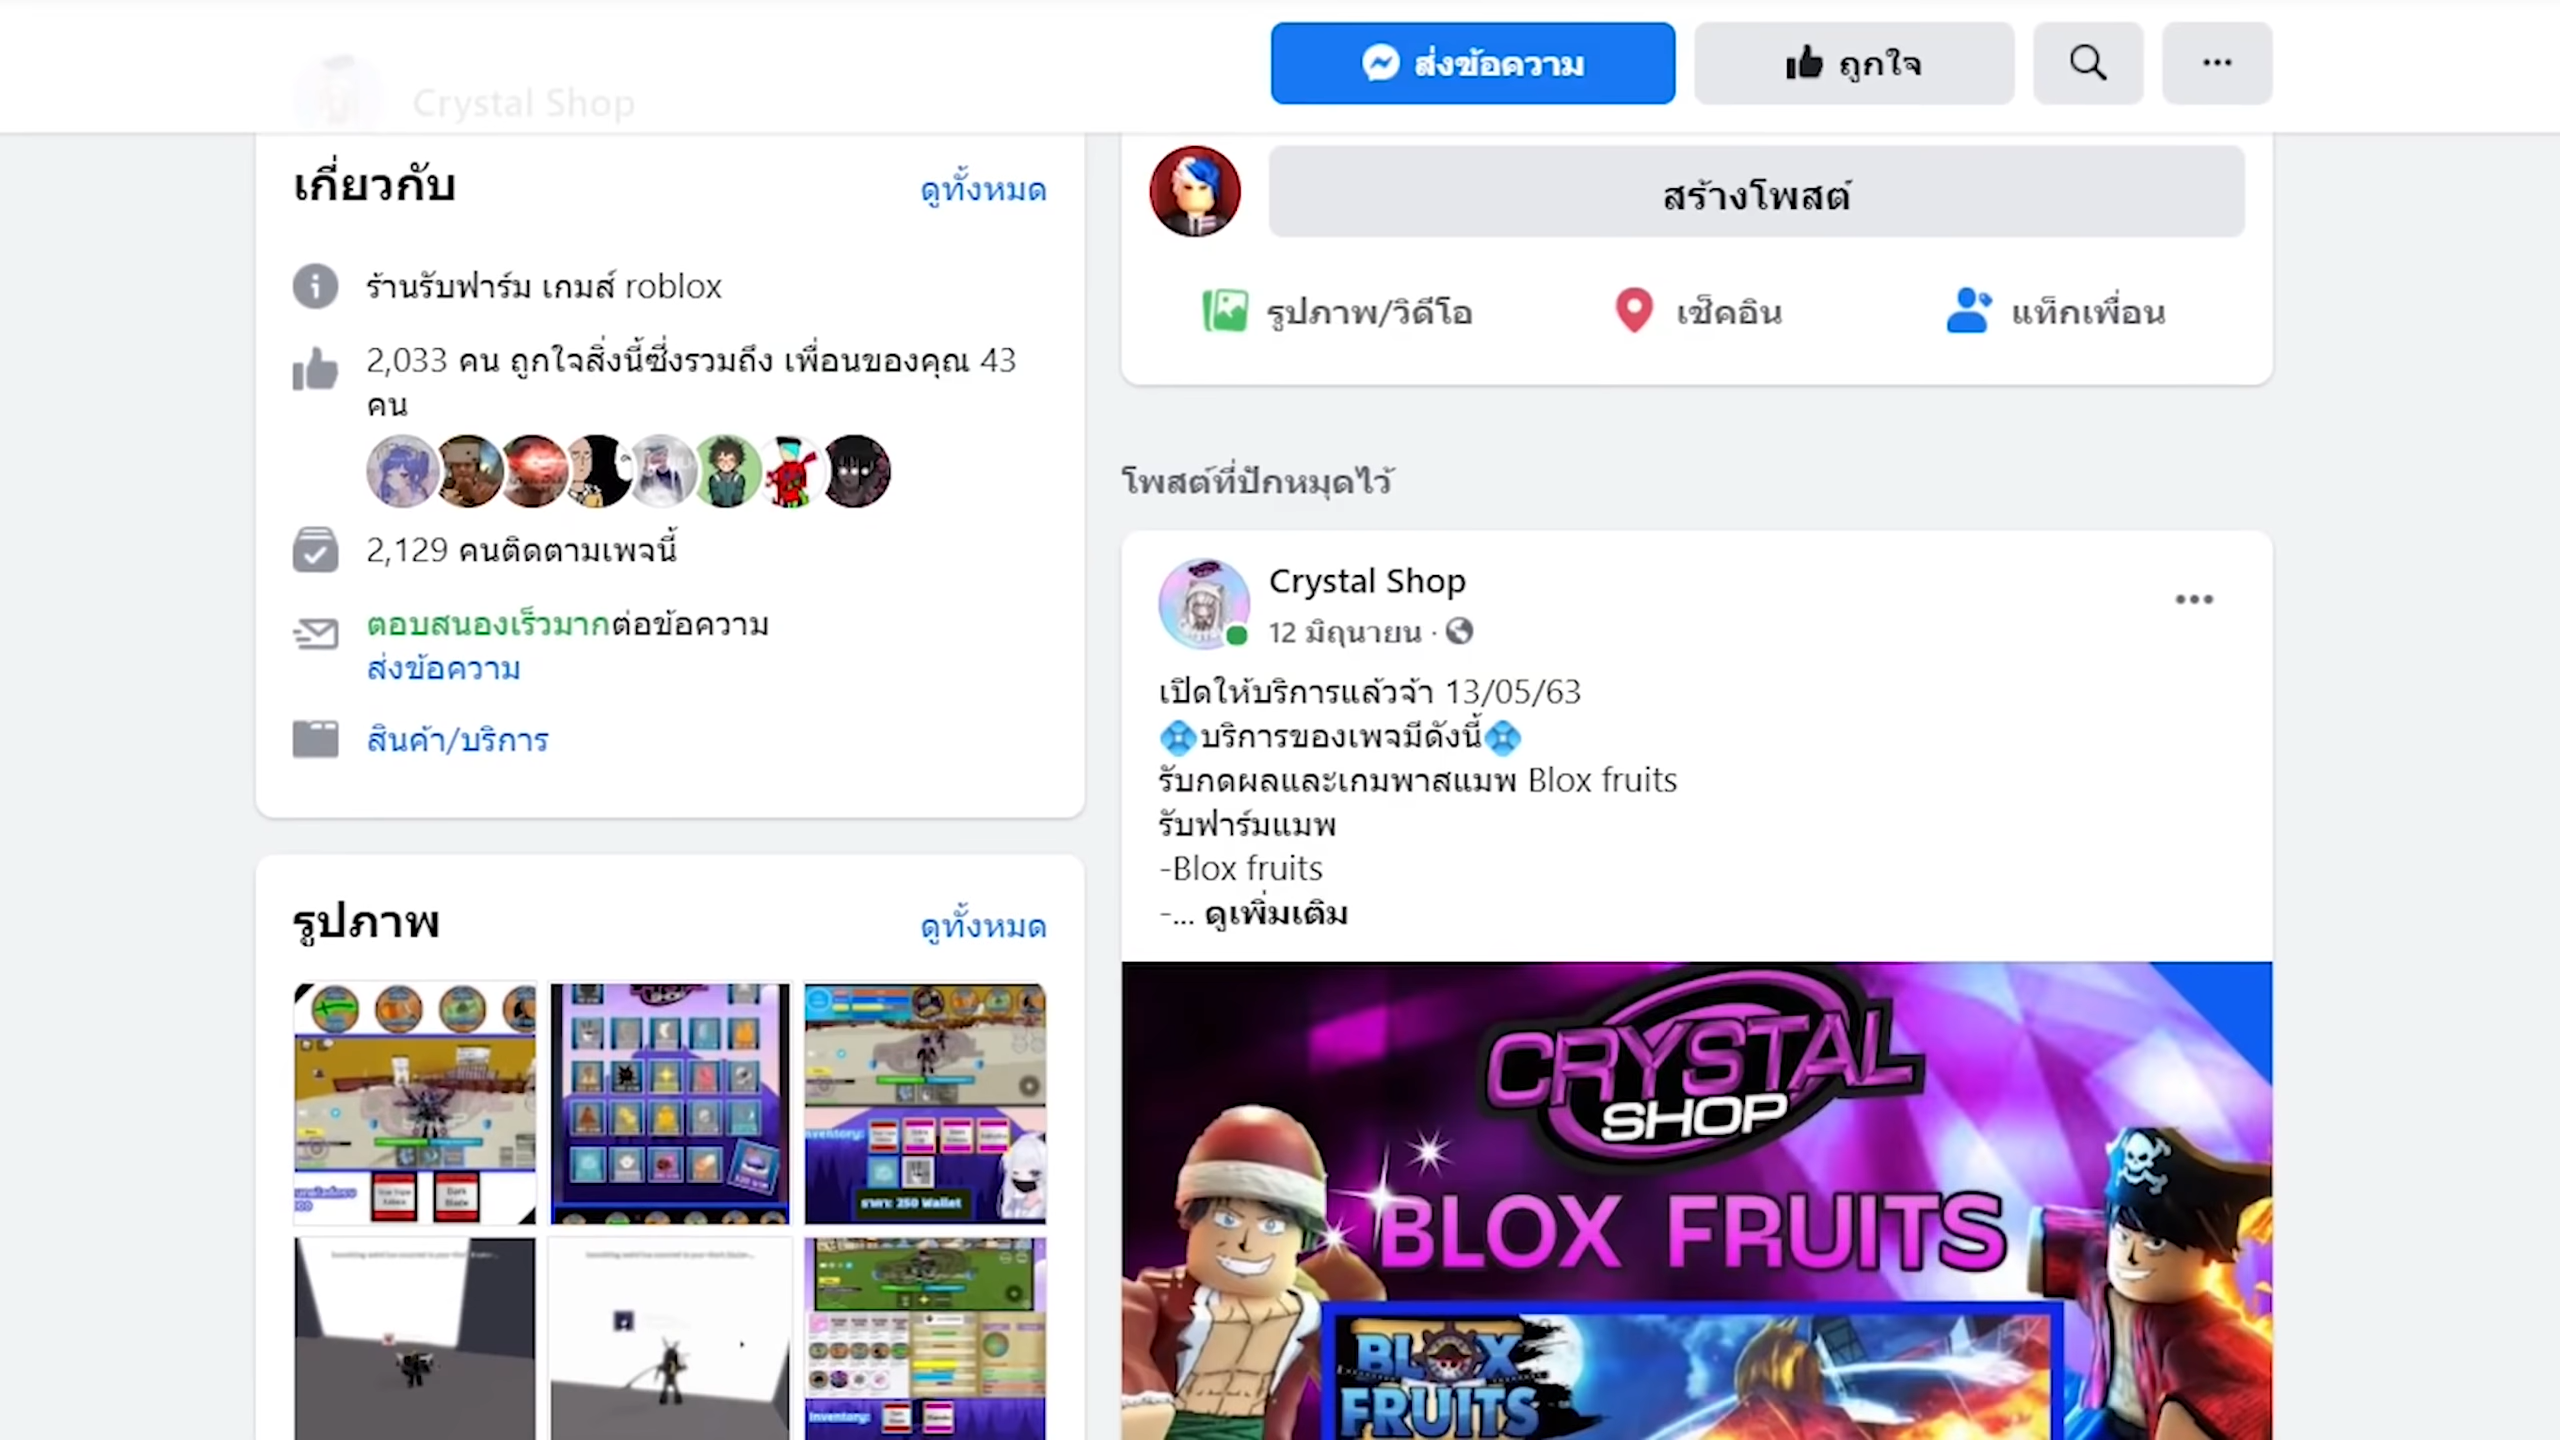 Crystal Shop
ส่งข้อความ
ถูกใจ
เกี่ยวกับ
ดูทั้งหมด
ร้านรับฟาร์ม เกมส์ roblox
2,033 คน ถูกใจสิ่งนี้ซึ่งรวมถึง เพื่อนของคุณ 43
คน
2,129 คนติดตามเพจนี้
ตอบสนองเร็วมากต่อข้อความ
ส่งข้อความ
สินค้า/บริการ
รูปภาพ
ดูทั้งหมด
SHOP
Inventory:
ราคา: 250 Wallet
Dark
Blade
Inventory:
สร้างโพสต์
รูปภาพ/วิดีโอ
เช็คอิน
แท็กเพื่อน
โพสต์ที่ปักหมุดไว้
Crystal Shop
12 มิถุนายน ·
เปิดให้บริการแล้วจ้า 13/05/63
💠บริการของเพจมีดังนี้💠
รับกดผลและเกมพาสแมพ Blox fruits
รับฟาร์มแมพ
-Blox fruits
-... ดูเพิ่มเติม
CRYSTAL
SHOP
BLOX FRUITS
BLOX
FRUITS